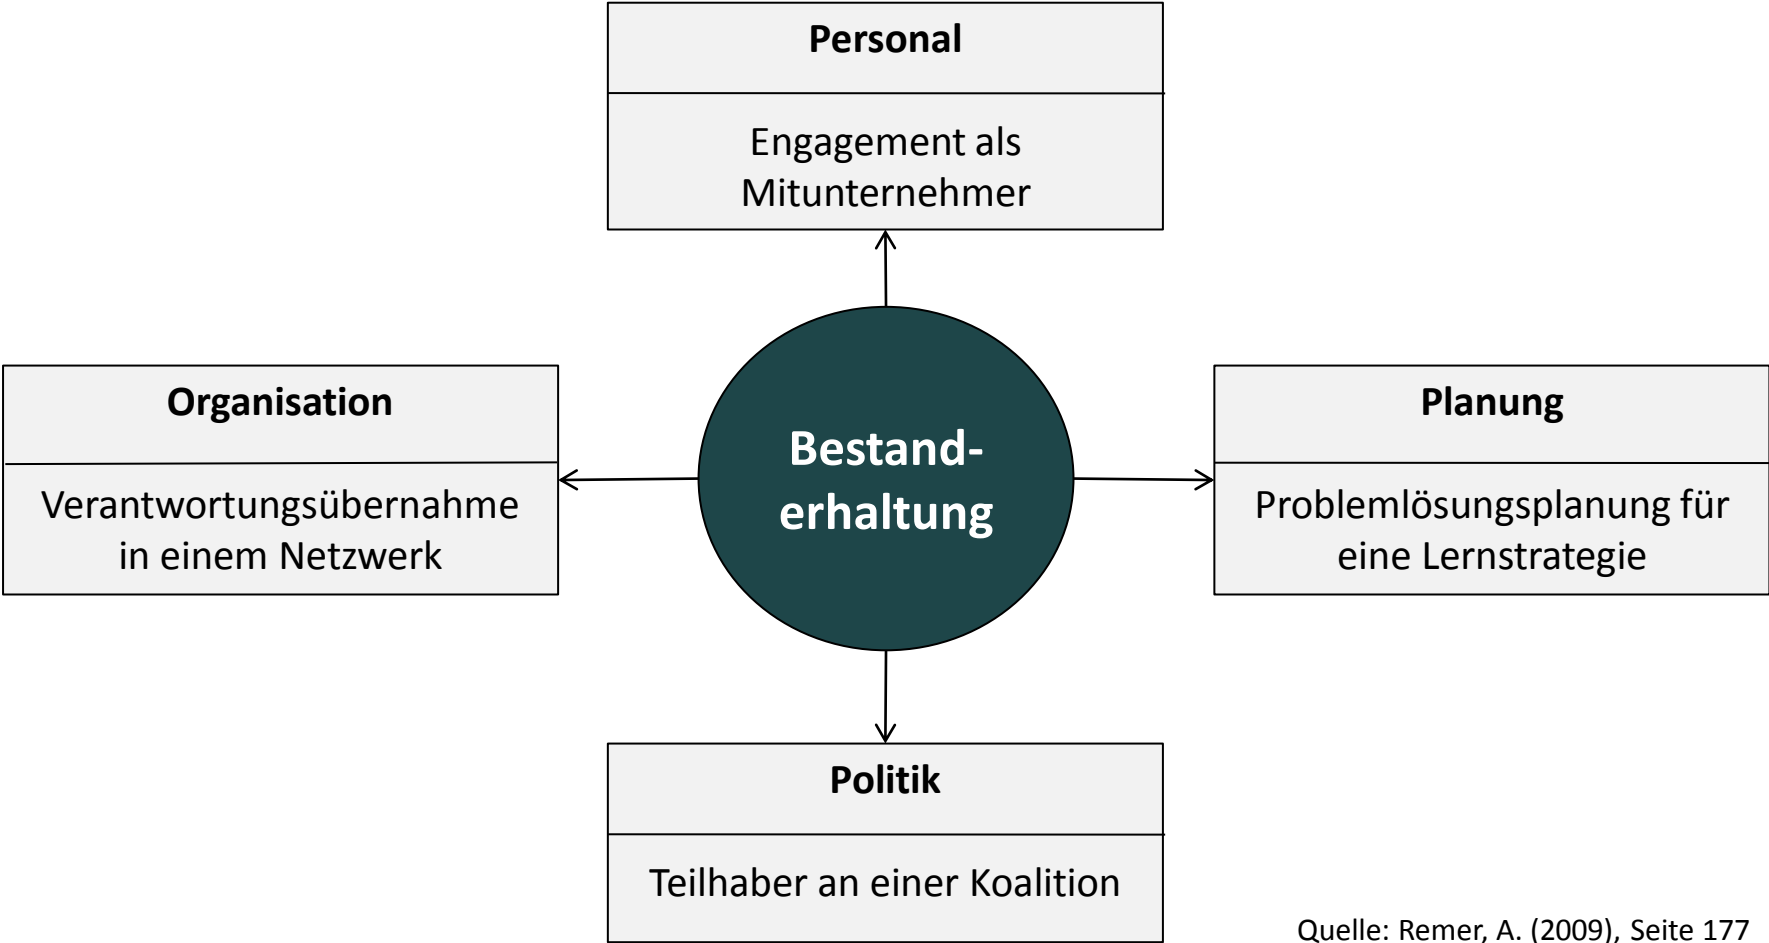 Personal
Engagement als
Mitunternehmer
Organisation
Verantwortungsübernahme
in einem Netzwerk
Bestand-
erhaltung
Planung
Problemlösungsplanung für
eine Lernstrategie
Politik
Teilhaber an einer Koalition
Quelle: Remer, A. (2009), Seite 177